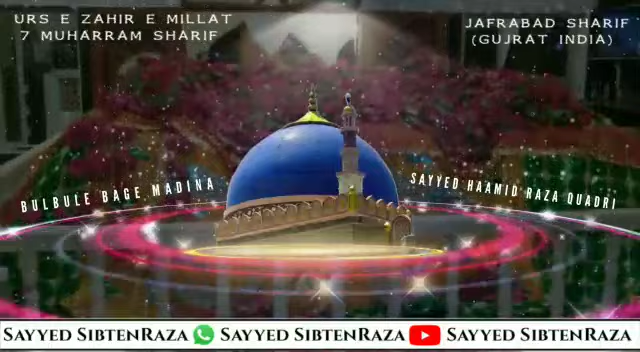 URS E ZAHIR E MILLAT
7 MUHARRAM SHARIF
JAFRABAD SHARIF
(GUJRAT INDIA)
BULBULE BAGE MADINA
SAYYED HAAMID RAZA QUADRI
SAYYED SIBTENRAZA SAYYED SIBTENRAZA SAYYED SIBTENRAZA